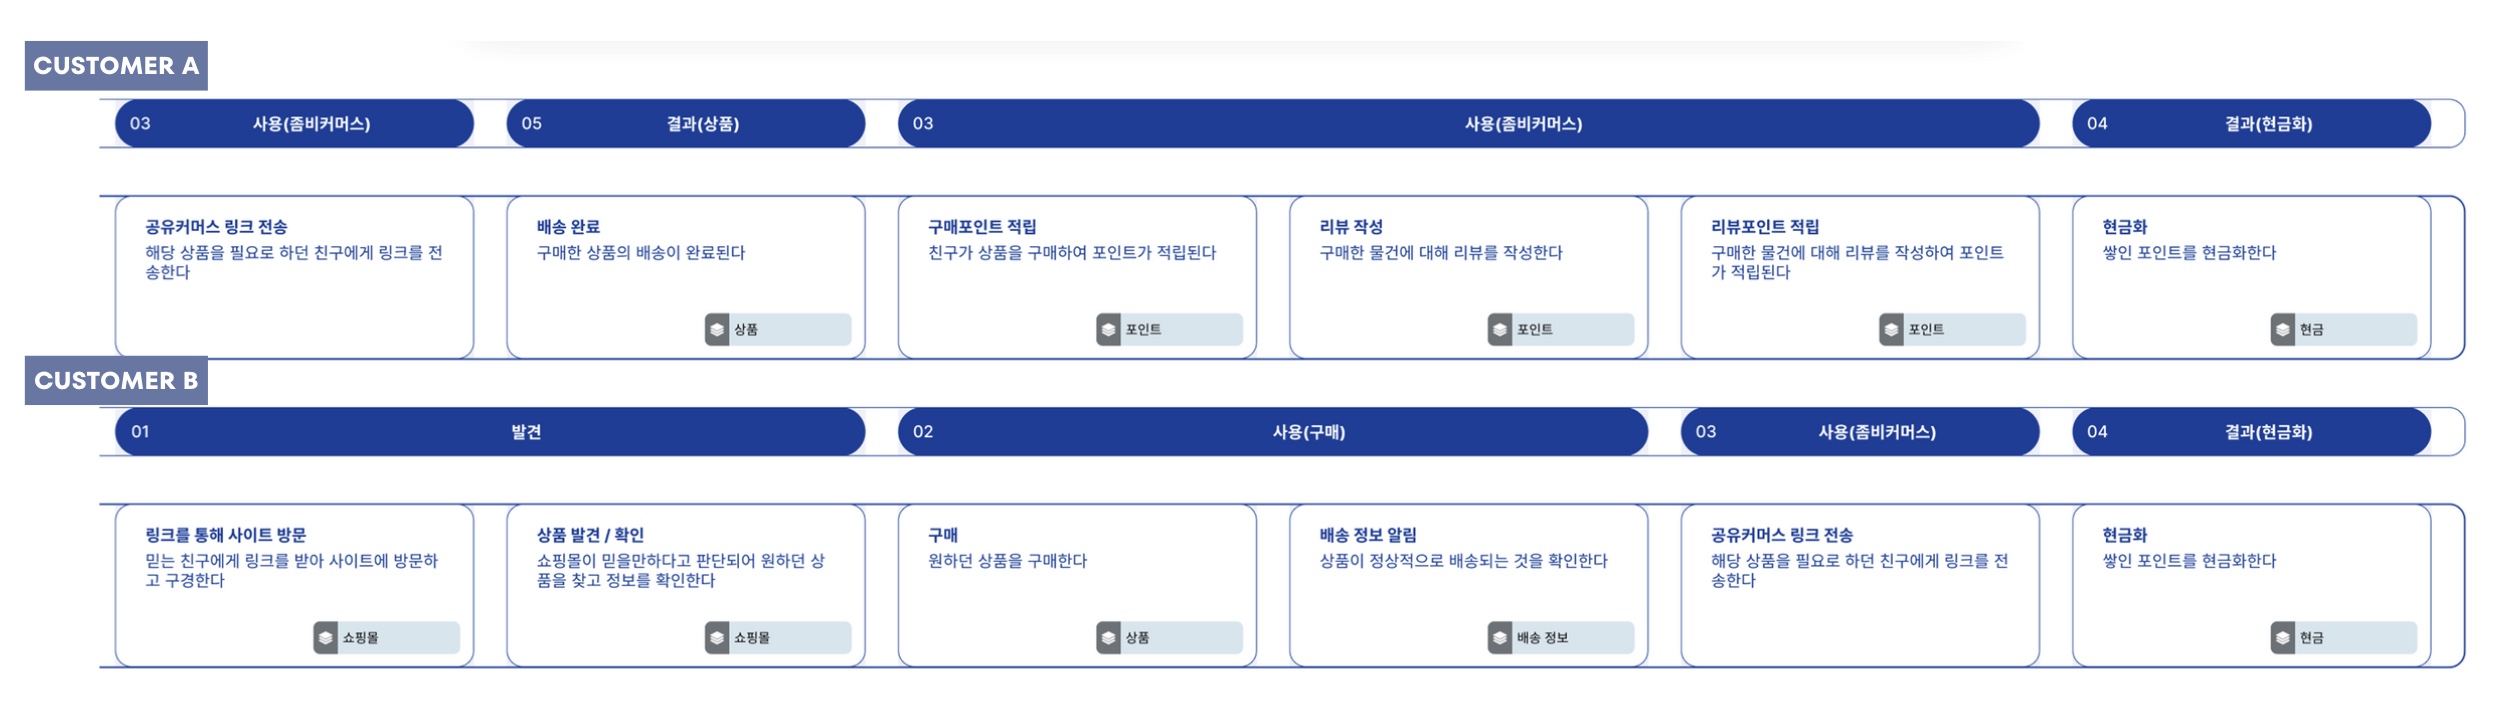 CUSTOMER A
03 사용(좀비커머스)
05 결과(상품)
03 사용(좀비커머스)
04 결과(현금화)
공유커머스 링크 전송
해당 상품을 필요로 하던 친구에게 링크를 전
송한다
배송 완료
구매한 상품의 배송이 완료된다
상품
구매포인트 적립
친구가 상품을 구매하여 포인트가 적립된다
포인트
리뷰 작성
구매한 물건에 대해 리뷰를 작성한다
포인트
리뷰포인트 적립
구매한 물건에 대해 리뷰를 작성하여 포인트
가 적립된다
포인트
현금화
쌓인 포인트를 현금화한다
현금
CUSTOMER B
01 발견
02 사용(구매)
03 사용(좀비커머스)
04 결과(현금화)
링크를 통해 사이트 방문
믿는 친구에게 링크를 받아 사이트에 방문하
고 구경한다
쇼핑몰
상품 발견 / 확인
쇼핑몰이 믿을만하다고 판단되어 원하던 상
품을 찾고 정보를 확인한다
쇼핑몰
구매
원하던 상품을 구매한다
상품
배송 정보 알림
상품이 정상적으로 배송되는 것을 확인한다
배송 정보
공유커머스 링크 전송
해당 상품을 필요로 하던 친구에게 링크를 전
송한다
현금화
쌓인 포인트를 현금화한다
현금